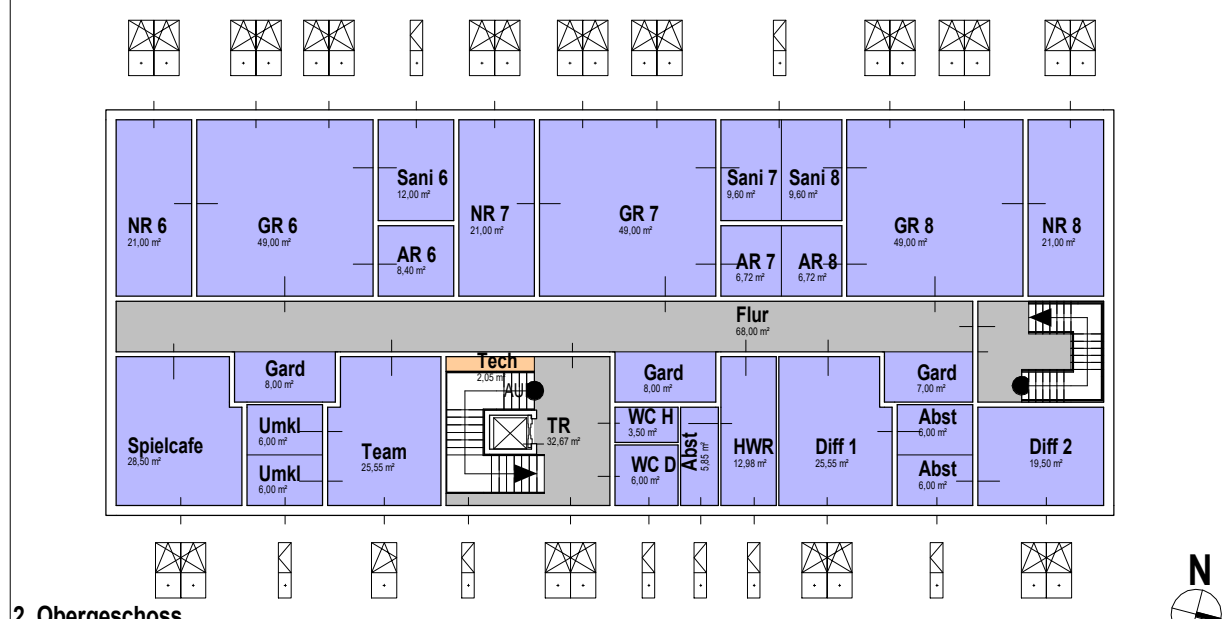 Sani 6
12,00 m²
Sani 7
9,60 m²
Sani 8
9,60 m²
NR 6
21,00 m²
GR 6
49,00 m²
NR 7
21,00 m²
GR 7
49,00 m²
GR 8
49,00 m²
NR 8
21,00 m²
AR 6
8,40 m²
AR 7
6,72 m²
AR 8
6,72 m²
Flur
68,00 m²
Gard
8,00 m²
Tech
2,05 m²
Gard
8,00 m²
Gard
7,00 m²
AU
Spielcafe
28,50 m²
Umkl
6,00 m²
Umkl
6,00 m²
Team
25,55 m²
TR
32,67 m²
WC H
3,50 m²
WC D
6,00 m²
Abst
5,85 m²
HWR
12,98 m²
Diff 1
25,55 m²
Abst
6,00 m²
Abst
6,00 m²
Diff 2
19,50 m²
N
2. Obergeschoss